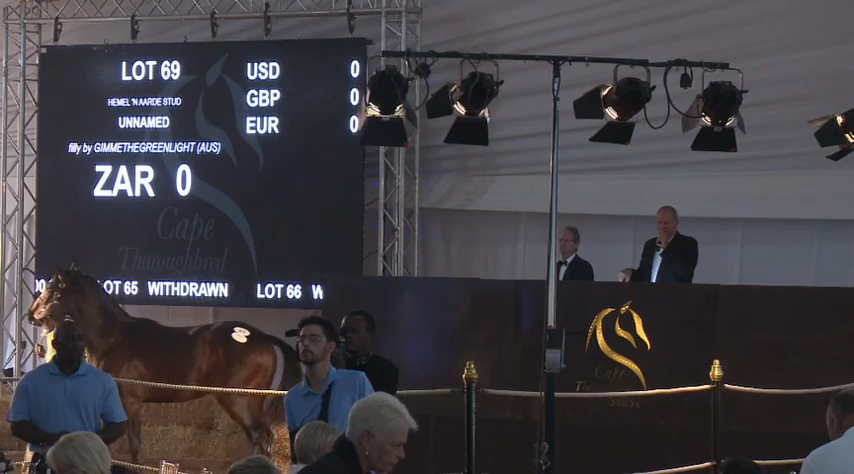 LOT 69
HEMEL 'N AARDE STUD
UNNAMED
filly by GIMMETHEGREENLIGHT (AUS)
ZAR 0
USD 0
GBP 0
EUR 0
Cape
Thoroughbred
LOT 65 WITHDRAWN LOT 66
Cape